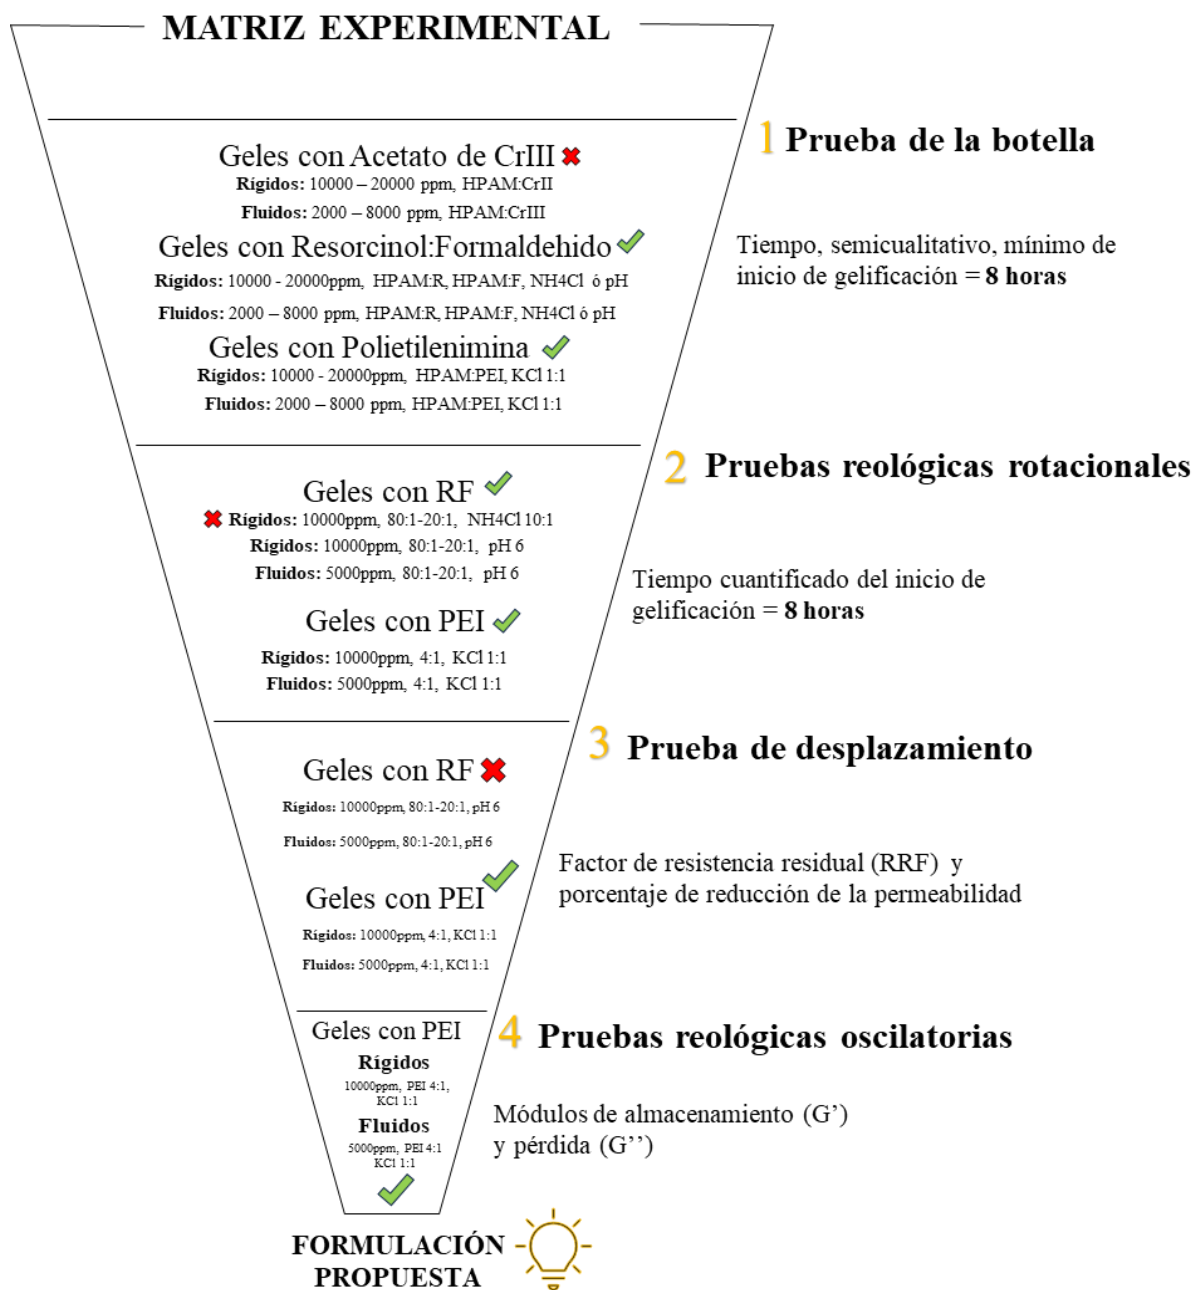 MATRIZ EXPERIMENTAL
1 Prueba de la botella
Geles con Acetato de CrIII
Rígidos: 10000 – 20000 ppm, HPAM:CrII
Fluidos: 2000 – 8000 ppm, HPAM:CrIII
Geles con Resorcinol:Formaldehido
Rígidos: 10000 - 20000ppm, HPAM:R, HPAM:F, NH4Cl ó pH
Fluidos: 2000 – 8000 ppm, HPAM:R, HPAM:F, NH4Cl ó pH
Geles con Polietilenimina
Rígidos: 10000 - 20000ppm, HPAM:PEI, KCl 1:1
Fluidos: 2000 – 8000 ppm, HPAM:PEI, KCl 1:1
Tiempo, semicualitativo, mínimo de
inicio de gelificación = 8 horas
2 Pruebas reológicas rotacionales
Geles con RF
Rígidos: 10000ppm, 80:1-20:1, NH4Cl 10:1
Rígidos: 10000ppm, 80:1-20:1, pH 6
Fluidos: 5000ppm, 80:1-20:1, pH 6
Geles con PEI
Rígidos: 10000ppm, 4:1, KCl 1:1
Fluidos: 5000ppm, 4:1, KCl 1:1
Tiempo cuantificado del inicio de
gelificación = 8 horas
3 Prueba de desplazamiento
Geles con RF
Rígidos: 10000ppm, 80:1-20:1, pH 6
Fluidos: 5000ppm, 80:1-20:1, pH 6
Geles con PEI
Rígidos: 10000ppm, 4:1, KCl 1:1
Fluidos: 5000ppm, 4:1, KCl 1:1
Factor de resistencia residual (RRF) y
porcentaje de reducción de la permeabilidad
4 Pruebas reológicas oscilatorias
Geles con PEI
Rígidos
10000ppm, PEI 4:1,
KCl 1:1
Fluidos
5000ppm, PEI 4:1
KCl 1:1
Módulos de almacenamiento (G’)
y pérdida (G’’)
FORMULACIÓN
PROPUESTA